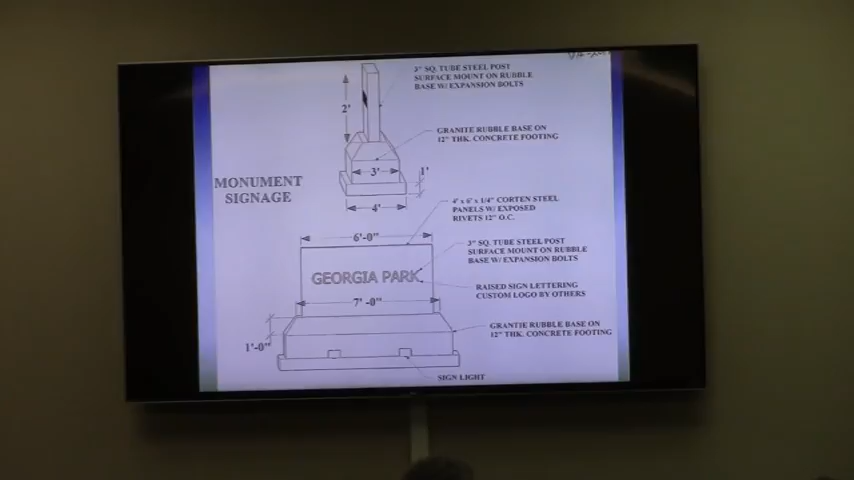 3" SQ. TUBE STEEL POST
SURFACE MOUNT ON RUBBLE
BASE W/ EXPANSION BOLTS
2'
GRANITE RUBBLE BASE ON
12" THK. CONCRETE FOOTING
3'
1'
4'
MONUMENT
SIGNAGE
4' x 6' x 1/4" CORTEN STEEL
PANELS W/ EXPOSED
RIVETS 12" O.C.
6'-0"
3" SQ. TUBE STEEL POST
SURFACE MOUNT ON RUBBLE
BASE W/ EXPANSION BOLTS
GEORGIA PARK
RAISED SIGN LETTERING
CUSTOM LOGO BY OTHERS
7' -0"
GRANTIE RUBBLE BASE ON
12" THK. CONCRETE FOOTING
1'-0"
SIGN LIGHT